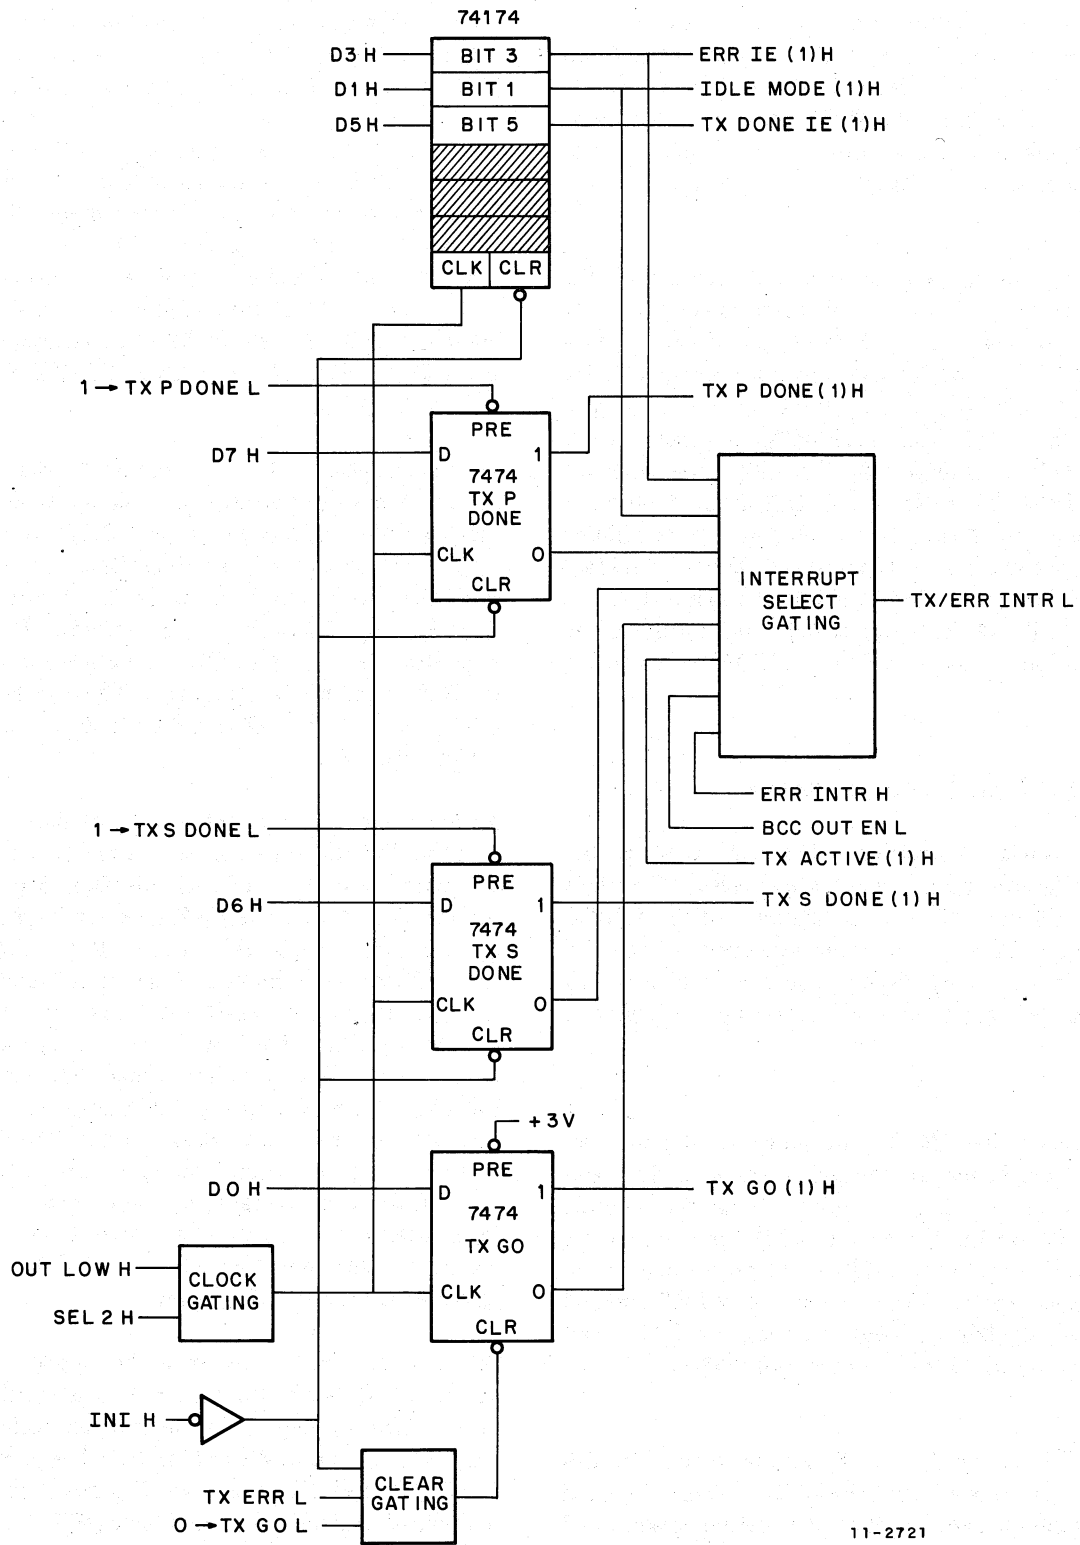 74174
D3 H BIT 3 ERR IE (1) H
D1 H BIT 1 IDLE MODE (1) H
D5 H BIT 5 TX DONE IE (1) H
CLK CLR
1 → TX P DONE L
TX P DONE (1) H
PRE
D7 H D 1
7474
TX P
DONE
CLK 0
CLR
INTERRUPT
SELECT
GATING
TX/ERR INTR L
ERR INTR H
BCC OUT EN L
TX ACTIVE (1) H
1 → TX S DONE L
PRE
D6 H D 1 TX S DONE (1) H
7474
TX S
DONE
CLK 0
CLR
+3V
PRE
D0 H D 1 TX GO (1) H
7474
TX GO
OUT LOW H
SEL 2 H
CLOCK
GATING
CLK 0
CLR
INI H
CLEAR
GATING
TX ERR L
0 → TX GO L
11-2721